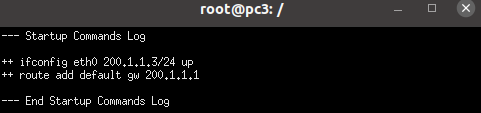 root@pc3: /
--- Startup Commands Log
++ ifconfig eth0 200.1.1.3/24 up
++ route add default gw 200.1.1.1
--- End Startup Commands Log